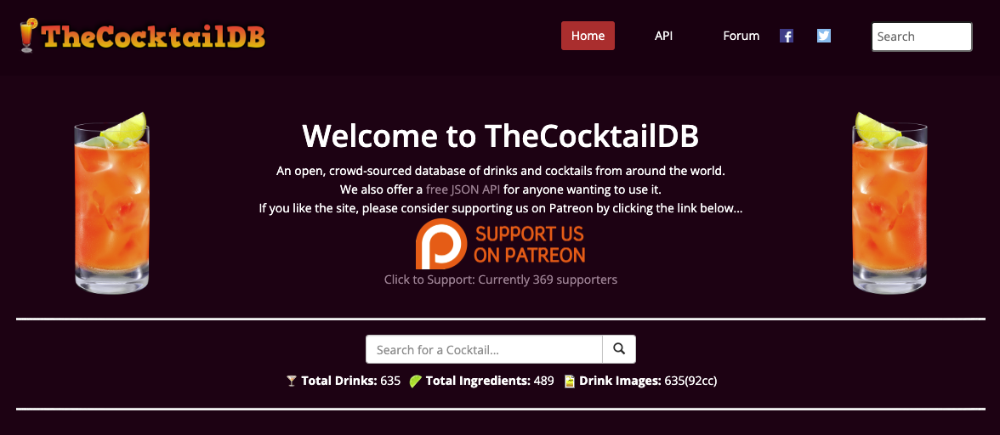 TheCocktailDB
Home
API
Forum
Search
Welcome to TheCocktailDB
An open, crowd-sourced database of drinks and cocktails from around the world.
We also offer a free JSON API for anyone wanting to use it.
If you like the site, please consider supporting us on Patreon by clicking the link below...
SUPPORT US
ON PATREON
Click to Support: Currently 369 supporters
Search for a Cocktail...
Total Drinks: 635 Total Ingredients: 489 Drink Images: 635(92cc)